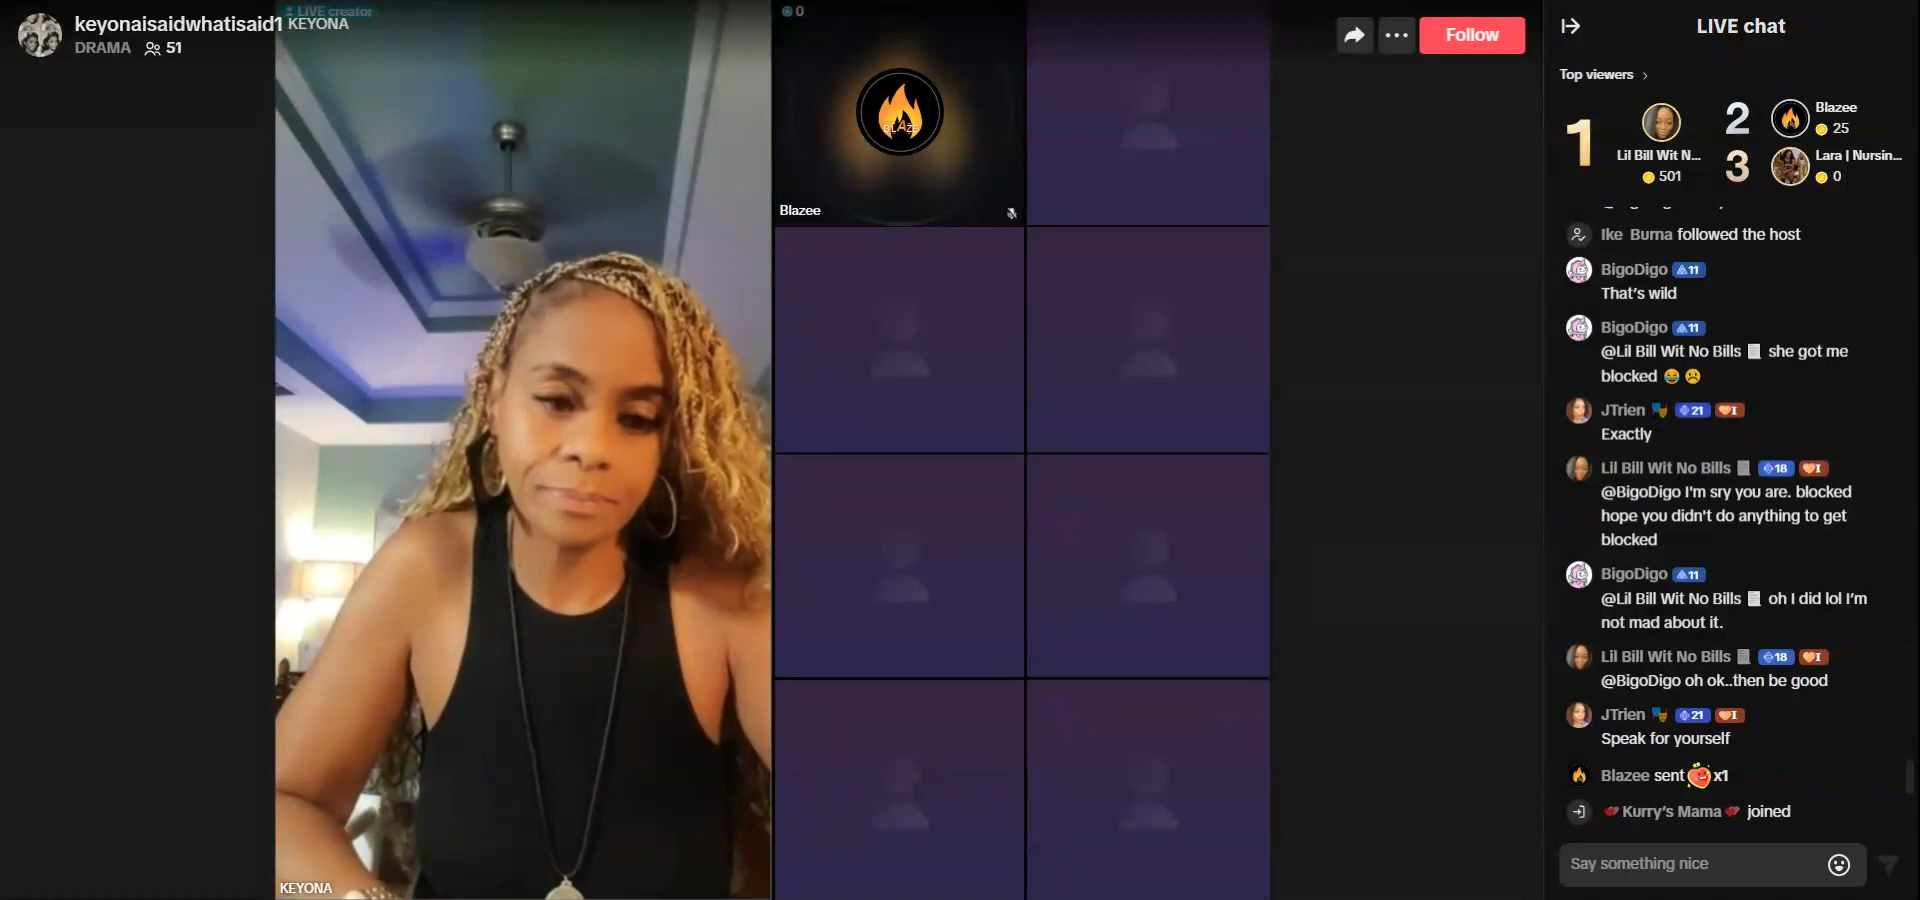 keyonaisaidwhatisaid1
DRAMA 51
LIVE creator
KEYONA
KEYONA
0
BLAZE
Blazee
Follow
LIVE chat
Top viewers
1
Lil Bill Wit N...
501
2
Blazee
25
3
Lara | Nursin...
0
Ike Burna followed the host
BigoDigo 11
That's wild
BigoDigo 11
@Lil Bill Wit No Bills 🧾 she got me
blocked 😂 ☹️
JTrien 🎭 21 I
Exactly
Lil Bill Wit No Bills 🧾 18 I
@BigoDigo I'm sry you are. blocked
hope you didn't do anything to get
blocked
BigoDigo 11
@Lil Bill Wit No Bills 🧾 oh I did lol I'm
not mad about it.
Lil Bill Wit No Bills 🧾 18 I
@BigoDigo oh ok..then be good
JTrien 🎭 21 I
Speak for yourself
Blazee sent x1
💋Kurry's Mama💋 joined
Say something nice